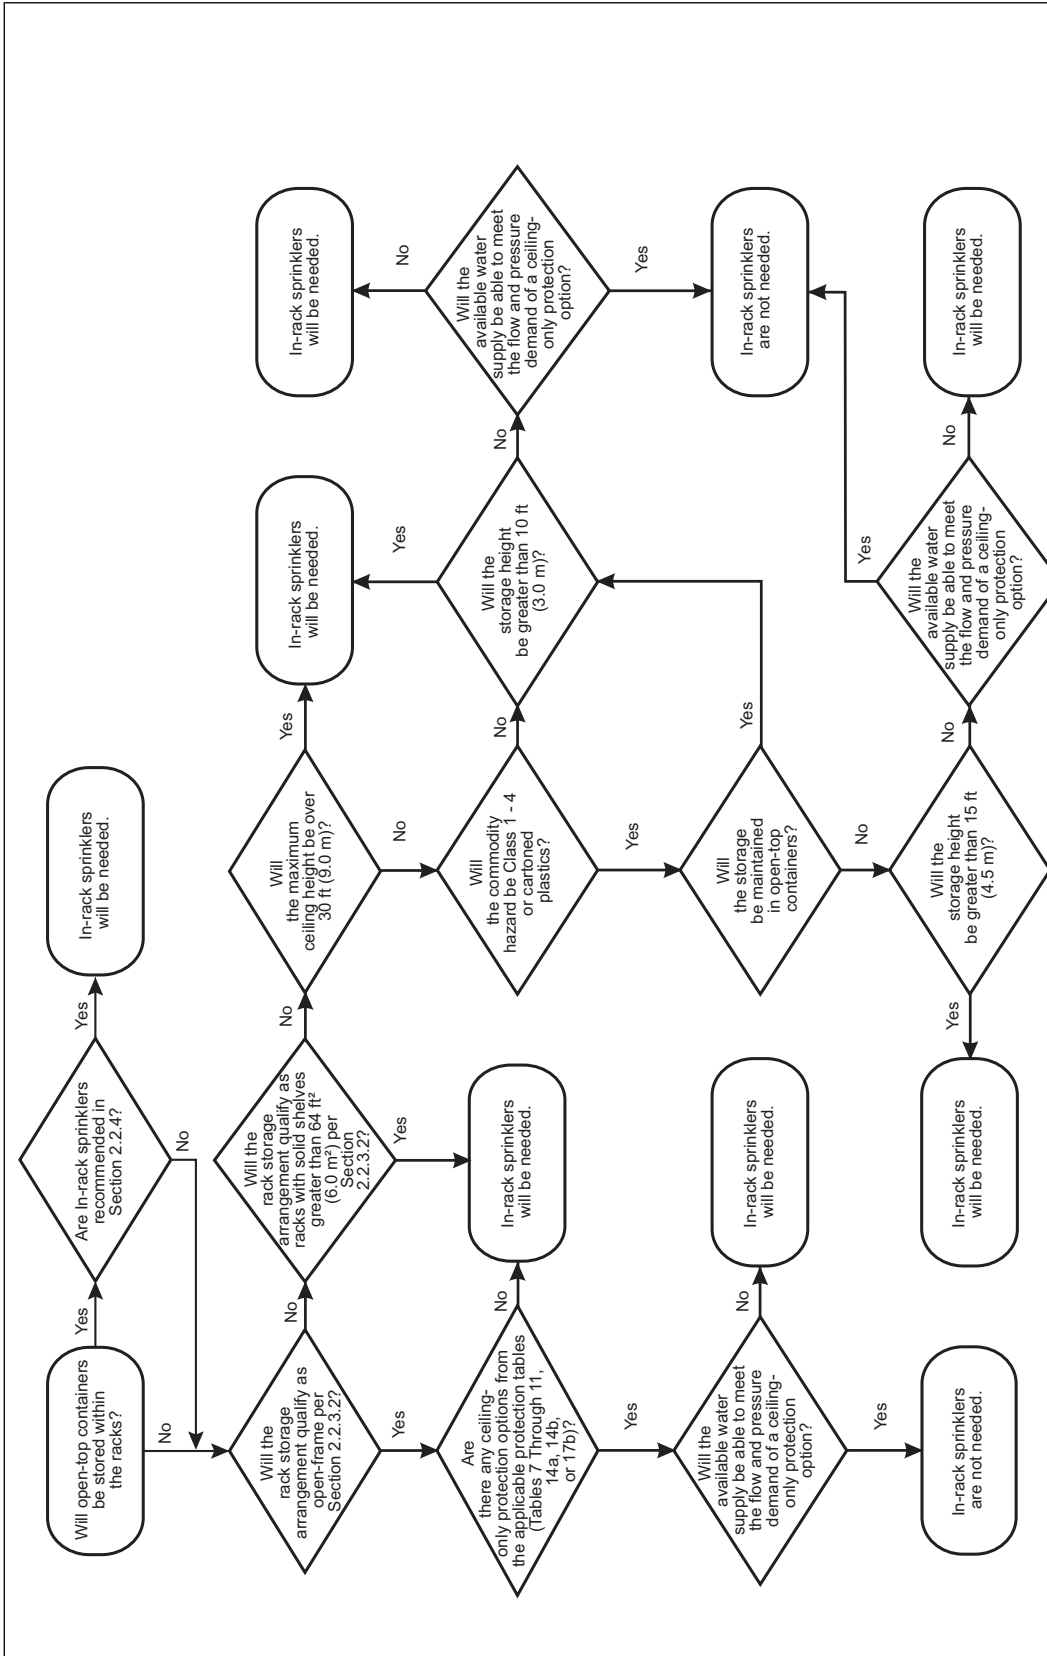 Will open-top containers
be stored within
the racks?
Yes
Are In-rack sprinklers
recommended in
Section 2.2.4?
Yes
In-rack sprinklers
will be needed.
No
No
Will the
rack storage
arrangement qualify as
open-frame per
Section 2.2.3.2?
No
Will the
rack storage
arrangement qualify as
racks with solid shelves
greater than 64 ft²
(6.0 m²) per
Section
2.2.3.2?
No
Will
the maximum
ceiling height be over
30 ft (9.0 m)?
Yes
In-rack sprinklers
will be needed.
In-rack sprinklers
will be needed.
Yes
Yes
No
Yes
No
Are
there any ceiling-
only protection options from
the applicable protection tables
(Tables 7 Through 11,
14a, 14b,
or 17b)?
No
In-rack sprinklers
will be needed.
Will
the commodity
hazard be Class 1 - 4
or cartoned
plastics?
No
Will the
storage height
be greater than 10 ft
(3.0 m)?
No
Will the
available water
supply be able to meet
the flow and pressure
demand of a ceiling-
only protection
option?
Yes
Yes
Yes
Will the
available water
supply be able to meet
the flow and pressure
demand of a ceiling-
only protection
option?
No
In-rack sprinklers
will be needed.
Will
the storage
be maintained
in open-top
containers?
Yes
In-rack sprinklers
are not needed.
Yes
No
Yes
In-rack sprinklers
are not needed.
In-rack sprinklers
will be needed.
Yes
Will the
storage height
be greater than 15 ft
(4.5 m)?
No
Will the
available water
supply be able to meet
the flow and pressure
demand of a ceiling-
only protection
option?
No
In-rack sprinklers
will be needed.